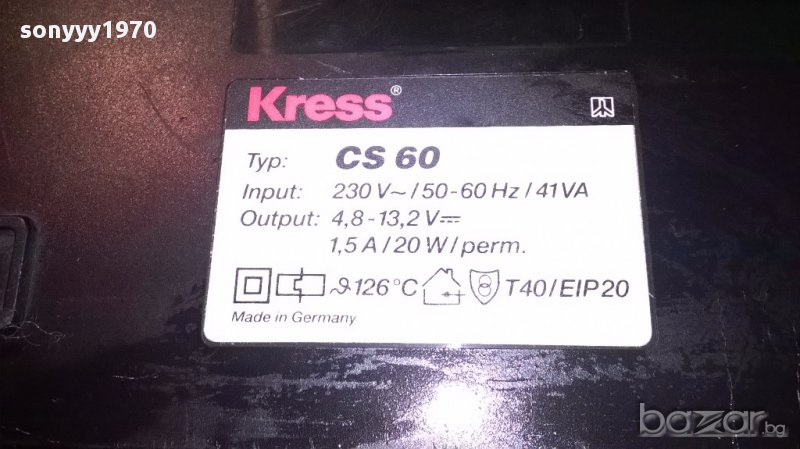 sonyyy1970
Kress®
Typ: CS 60
Input: 230 V~/50-60 Hz/41VA
Output: 4,8-13,2 V⎓
1,5 A/20 W/perm.
ϑ126°C T40/EIP20
Made in Germany
bazar.bg